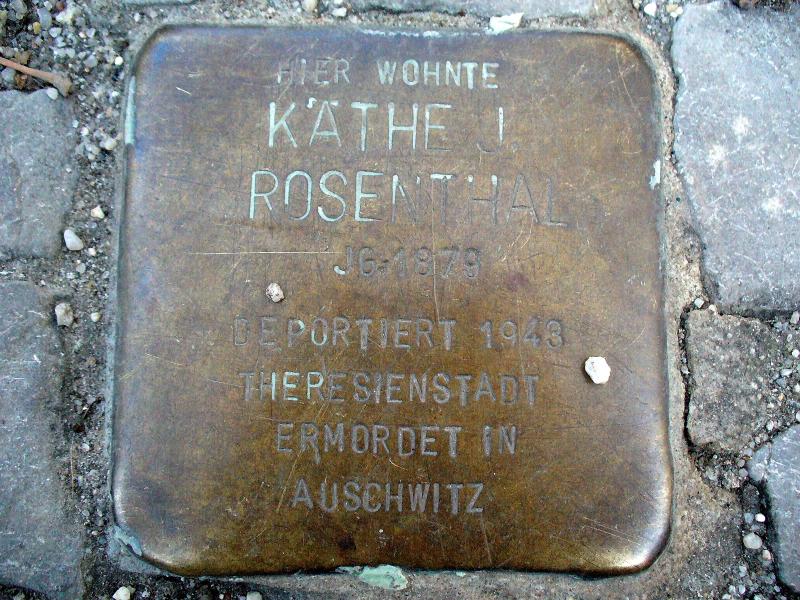 HIER WOHNTE
KÄTHE J.
ROSENTHAL
JG. 1879
DEPORTIERT 1943
THERESIENSTADT
ERMORDET IN
AUSCHWITZ